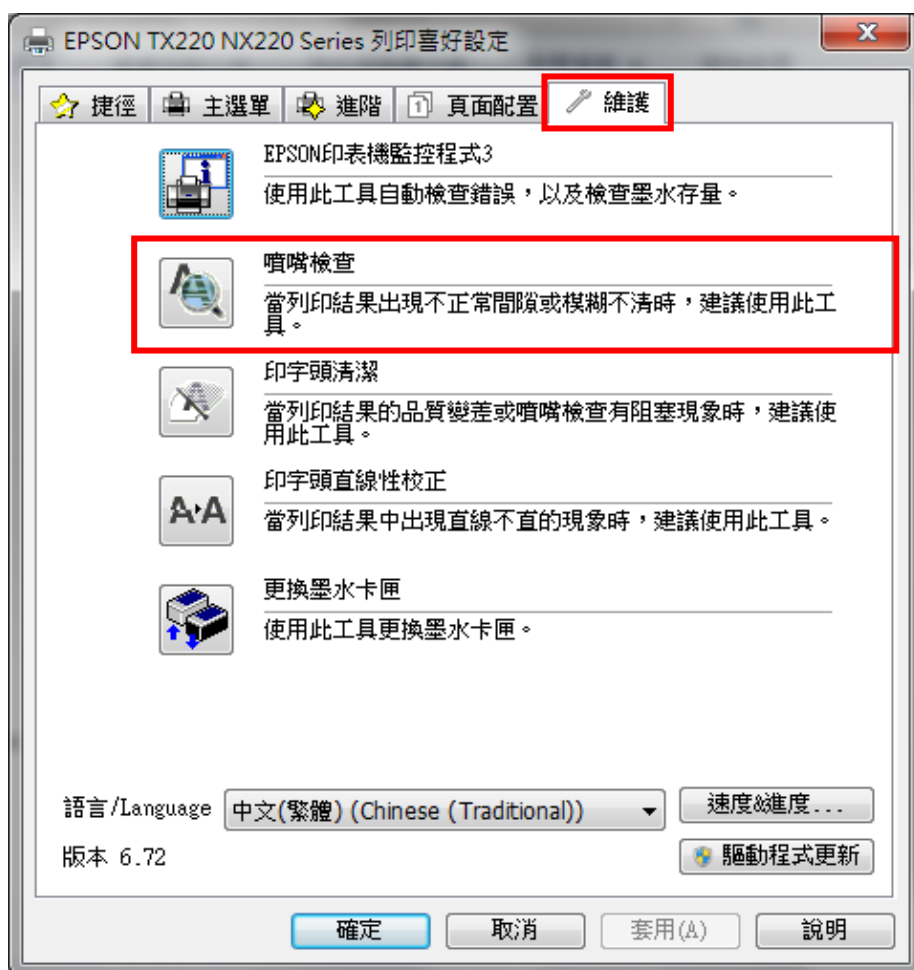 EPSON TX220 NX220 Series 列印喜好設定
捷徑 主選單 進階 頁面配置 維護
EPSON印表機監控程式3
使用此工具自動檢查錯誤，以及檢查墨水存量。
噴嘴檢查
當列印結果出現不正常間隙或模糊不清時，建議使用此工
具。
印字頭清潔
當列印結果的品質變差或噴嘴檢查有阻塞現象時，建議使
用此工具。
印字頭直線性校正
當列印結果中出現直線不直的現象時，建議使用此工具。
更換墨水卡匣
使用此工具更換墨水卡匣。
語言/Language 中文(繁體) (Chinese (Traditional)) 速度&進度...
版本 6.72 驅動程式更新
確定 取消 套用(A) 說明